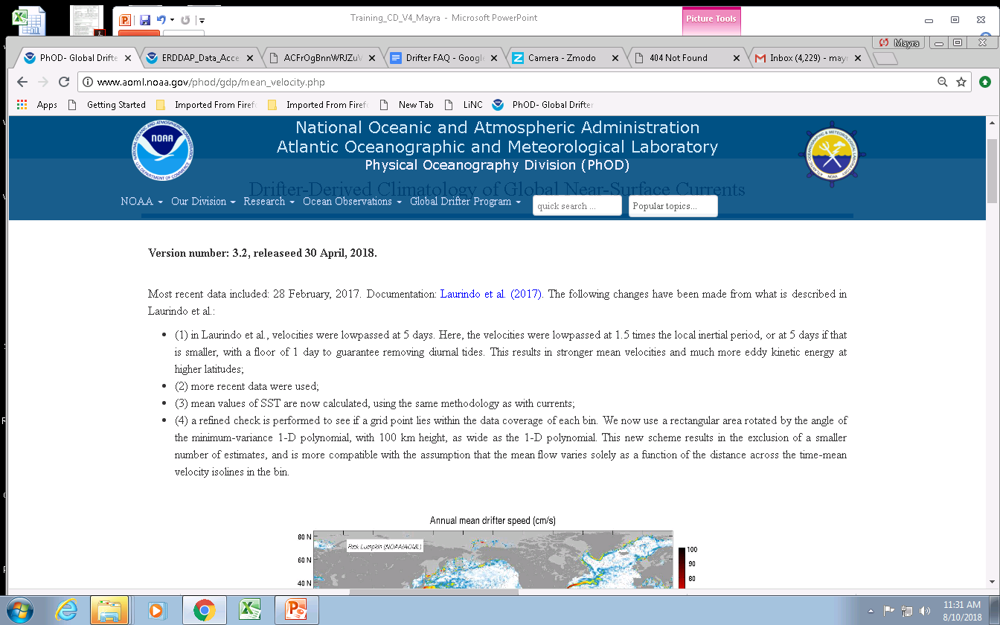 Training_CD_V4_Mayra - Microsoft PowerPoint
Picture Tools
Mayra
PhOD- Global Drifte
ERDDAP_Data_Acce
ACFrOgBnnWRJZuV
Drifter FAQ - Google
Camera - Zmodo
404 Not Found
Inbox (4,229) - may
www.aoml.noaa.gov/phod/gdp/mean_velocity.php
Apps
Getting Started
Imported From Firef
Imported From Firef
New Tab
LiNC
PhOD- Global Drifter
NOAA
National Oceanic and Atmospheric Administration
Atlantic Oceanographic and Meteorological Laboratory
Physical Oceanography Division (PhOD)
Drifter-Derived Climatology of Global Near-Surface Currents
NOAA
Our Division
Research
Ocean Observations
Global Drifter Program
quick search ...
Popular topics...
Version number: 3.2, releaseed 30 April, 2018.
Most recent data included: 28 February, 2017. Documentation: Laurindo et al. (2017). The following changes have been made from what is described in
Laurindo et al.:
• (1) in Laurindo et al., velocities were lowpassed at 5 days. Here, the velocities were lowpassed at 1.5 times the local inertial period, or at 5 days if that
is smaller, with a floor of 1 day to guarantee removing diurnal tides. This results in stronger mean velocities and much more eddy kinetic energy at
higher latitudes;
• (2) more recent data were used;
• (3) mean values of SST are now calculated, using the same methodology as with currents;
• (4) a refined check is performed to see if a grid point lies within the data coverage of each bin. We now use a rectangular area rotated by the angle of
the minimum-variance 1-D polynomial, with 100 km height, as wide as the 1-D polynomial. This new scheme results in the exclusion of a smaller
number of estimates, and is more compatible with the assumption that the mean flow varies solely as a function of the distance across the time-mean
velocity isolines in the bin.
Annual mean drifter speed (cm/s)
80 N
Rick Lumpkin (NOAA/AOML)
60 N
40 N
100
90
80
11:31 AM
8/10/2018